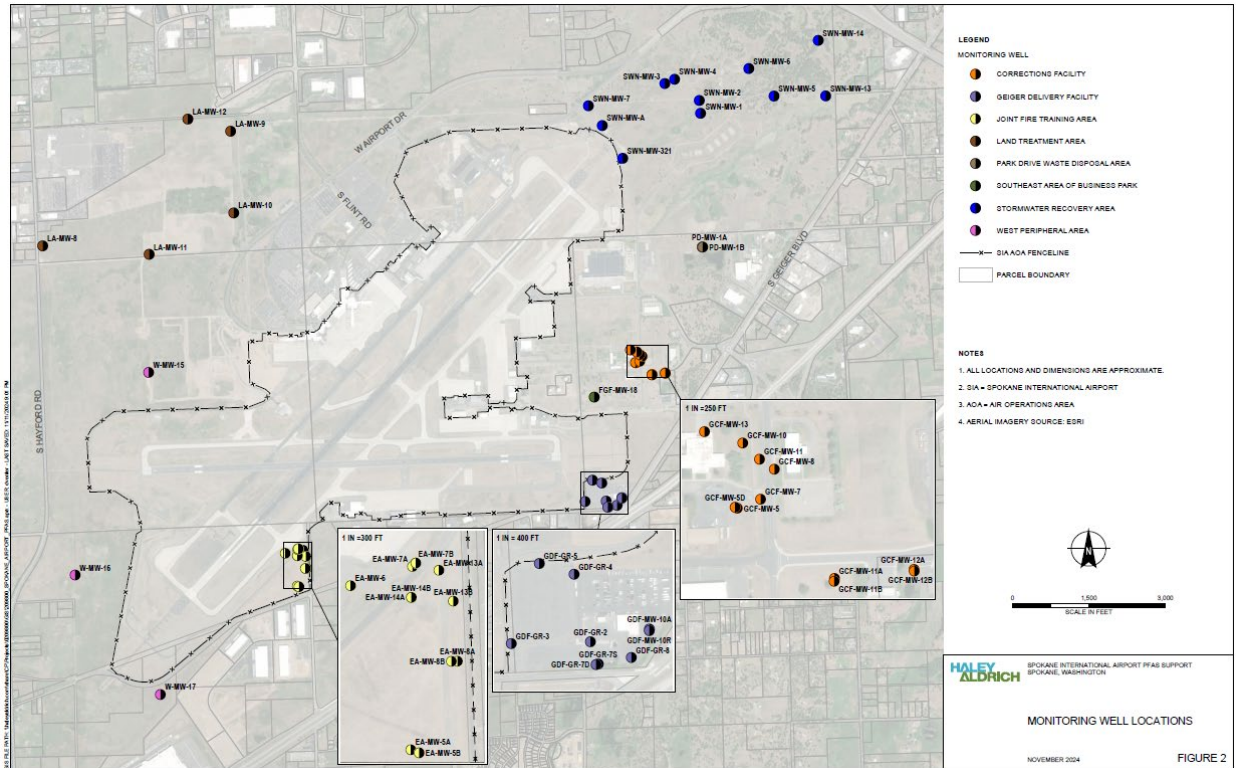 SWN-MW-14
SWN-MW-6
SWN-MW-4
SWN-MW-3
SWN-MW-2
SWN-MW-5
SWN-MW-13
SWN-MW-7
SWN-MW-1
SWN-MW-A
SWN-MW-321
LA-MW-12
LA-MW-9
W AIRPORT DR
S FLINT RD
LA-MW-10
LA-MW-8
LA-MW-11
PD-MW-1A
PD-MW-1B
S GEIGER BLVD
W-MW-15
S HAYFORD RD
FGF-MW-18
W-MW-16
W-MW-17
1 IN =250 FT
GCF-MW-13
GCF-MW-10
GCF-MW-11
GCF-MW-8
GCF-MW-7
GCF-MW-5D
GCF-MW-5
GCF-MW-12A
GCF-MW-11A
GCF-MW-12B
GCF-MW-11B
1 IN =300 FT
EA-MW-7B
EA-MW-7A
EA-MW-13A
EA-MW-6
EA-MW-14B
EA-MW-14A
EA-MW-13B
EA-MW-8A
EA-MW-8B
EA-MW-5A
EA-MW-5B
1 IN = 400 FT
GDF-GR-5
GDF-GR-4
GDF-MW-10A
GDF-GR-3
GDF-GR-2
GDF-MW-10R
GDF-GR-7S
GDF-GR-6
GDF-GR-7D
LEGEND
MONITORING WELL
CORRECTIONS FACILITY
GEIGER DELIVERY FACILITY
JOINT FIRE TRAINING AREA
LAND TREATMENT AREA
PARK DRIVE WASTE DISPOSAL AREA
SOUTHEAST AREA OF BUSINESS PARK
STORMWATER RECOVERY AREA
WEST PERIPHERAL AREA
SIA AOA FENCELINE
PARCEL BOUNDARY
NOTES
1. ALL LOCATIONS AND DIMENSIONS ARE APPROXIMATE.
2. SIA = SPOKANE INTERNATIONAL AIRPORT
3. AOA = AIR OPERATIONS AREA
4. AERIAL IMAGERY SOURCE: ESRI
N
0 1,500 3,000
SCALE IN FEET
HALEY
ALDRICH
SPOKANE INTERNATIONAL AIRPORT PFAS SUPPORT
SPOKANE, WASHINGTON
MONITORING WELL LOCATIONS
NOVEMBER 2024
FIGURE 2